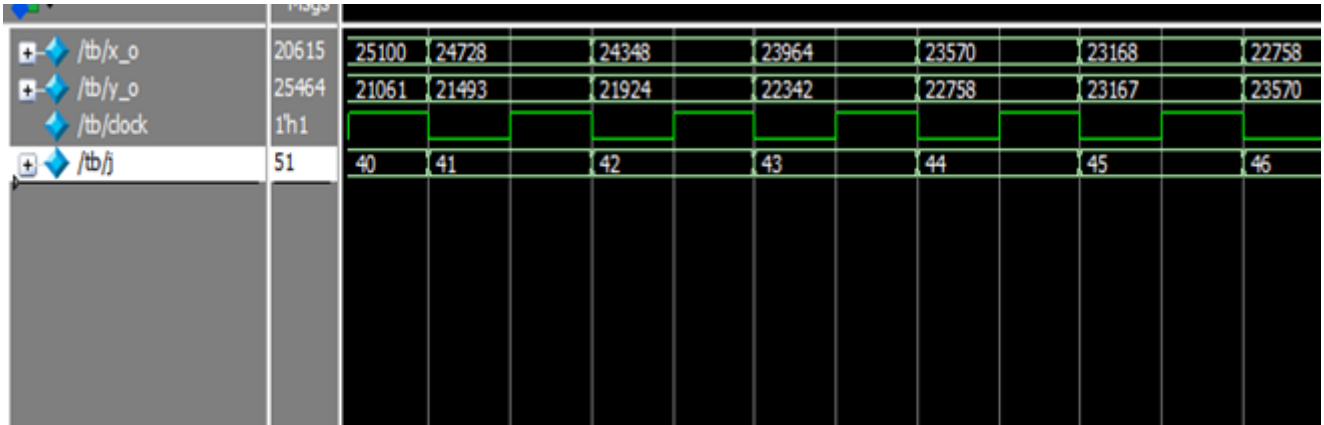 Msgs
/tb/x_o 20615 25100 24728 24348 23964 23570 23168 22758
/tb/y_o 25464 21061 21493 21924 22342 22758 23167 23570
/tb/clock 1'h1
/tb/j 51 40 41 42 43 44 45 46